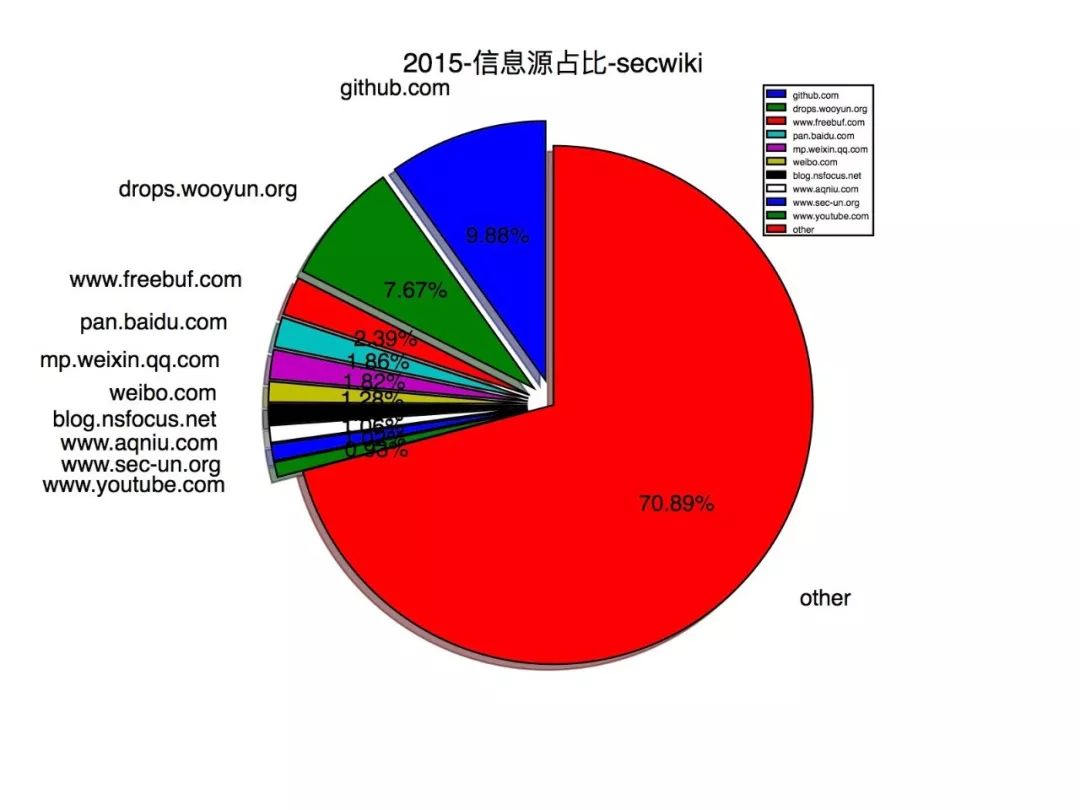 2015-信息源占比-secwiki
github.com
drops.wooyun.org
www.freebuf.com
pan.baidu.com
mp.weixin.qq.com
weibo.com
blog.nsfocus.net
www.aqniu.com
www.sec-un.org
www.youtube.com
other
9.88%
7.67%
2.39%
1.86%
1.82%
1.28%
1.06%
0.93%
70.89%
github.com
drops.wooyun.org
www.freebuf.com
pan.baidu.com
mp.weixin.qq.com
weibo.com
blog.nsfocus.net
www.aqniu.com
www.sec-un.org
www.youtube.com
other